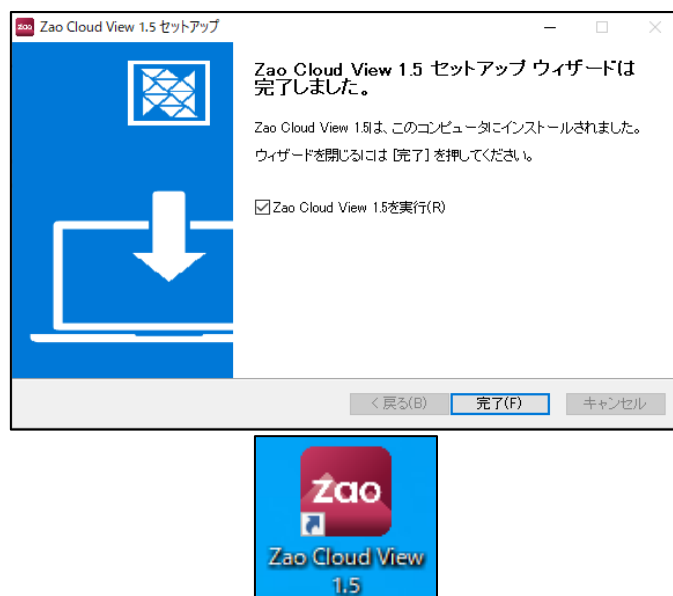 zao Zao Cloud View 1.5 セットアップ
Zao Cloud View 1.5 セットアップ ウィザードは
完了しました。
Zao Cloud View 1.5は、このコンピュータにインストールされました。
ウィザードを閉じるには [完了] を押してください。
Zao Cloud View 1.5を実行(R)
< 戻る(B)
完了(F)
キャンセル
zao
Zao Cloud View
1.5